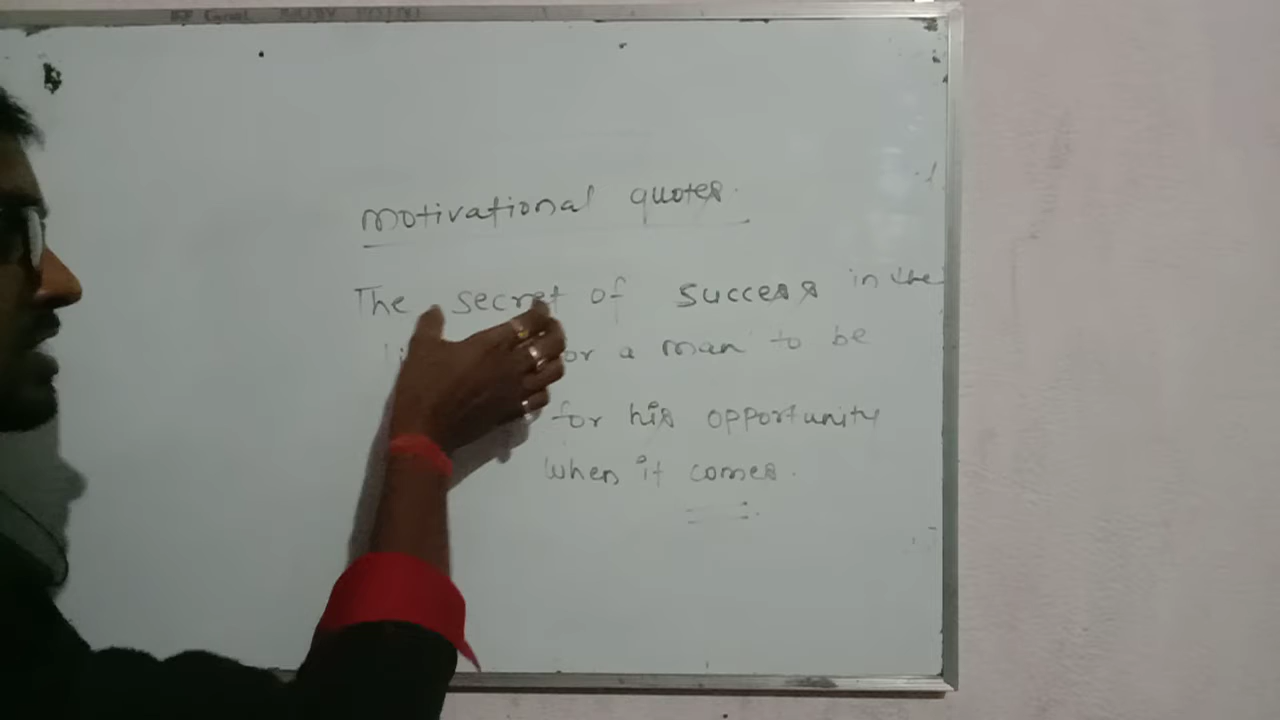 motivational quotes.
The secret of success in the
or a man to be
for his opportunity
when it comes.